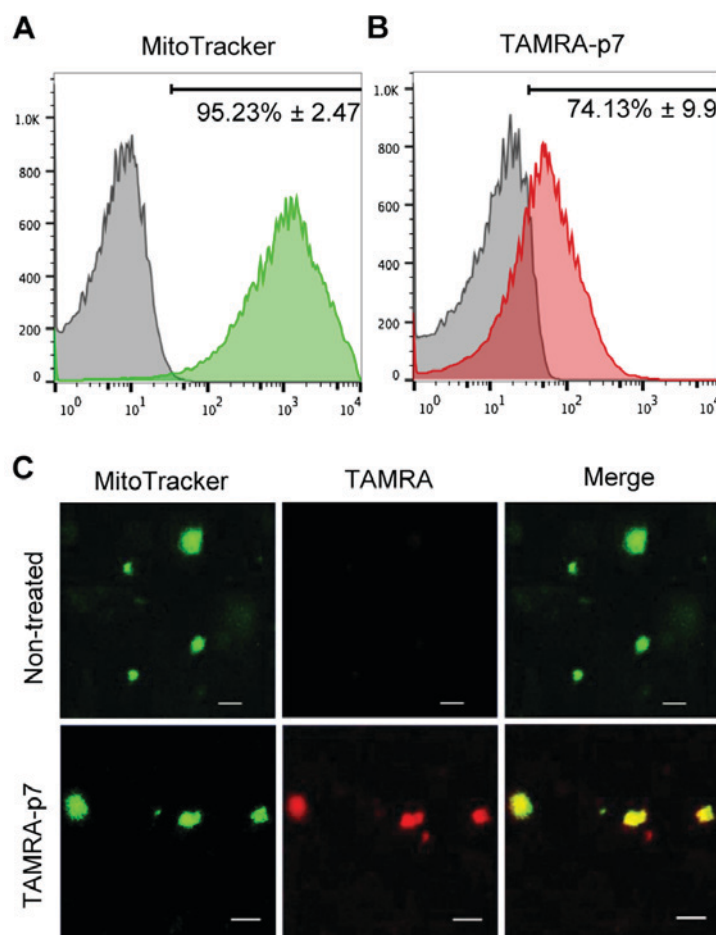 A
MitoTracker
95.23% ± 2.47
1.0K
800
600
400
200
0
10^0 10^1 10^2 10^3 10^4
B
TAMRA-p7
74.13% ± 9.9
1.0K
800
600
400
200
0
10^0 10^1 10^2 10^3 10^4
C
MitoTracker TAMRA Merge
Non-treated
TAMRA-p7